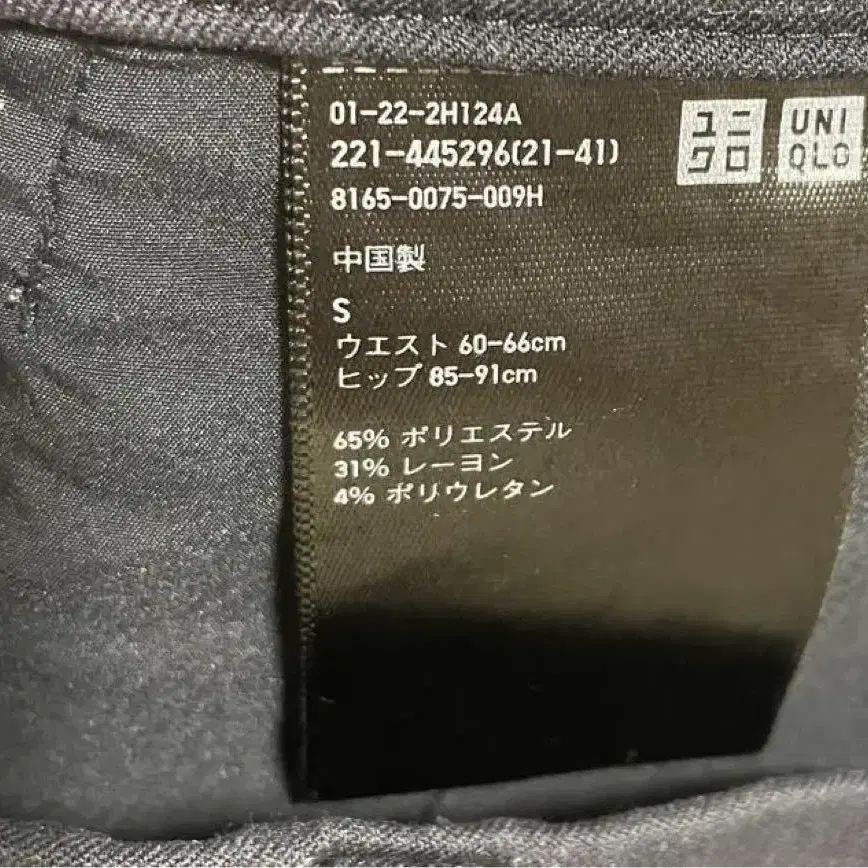 01-22-2H124A
221-445296(21-41)
8165-0075-009H
ユニ
クロ
UNI
QLO
中国製
S
ウエスト 60-66cm
ヒップ 85-91cm
65% ポリエステル
31% レーヨン
4% ポリウレタン